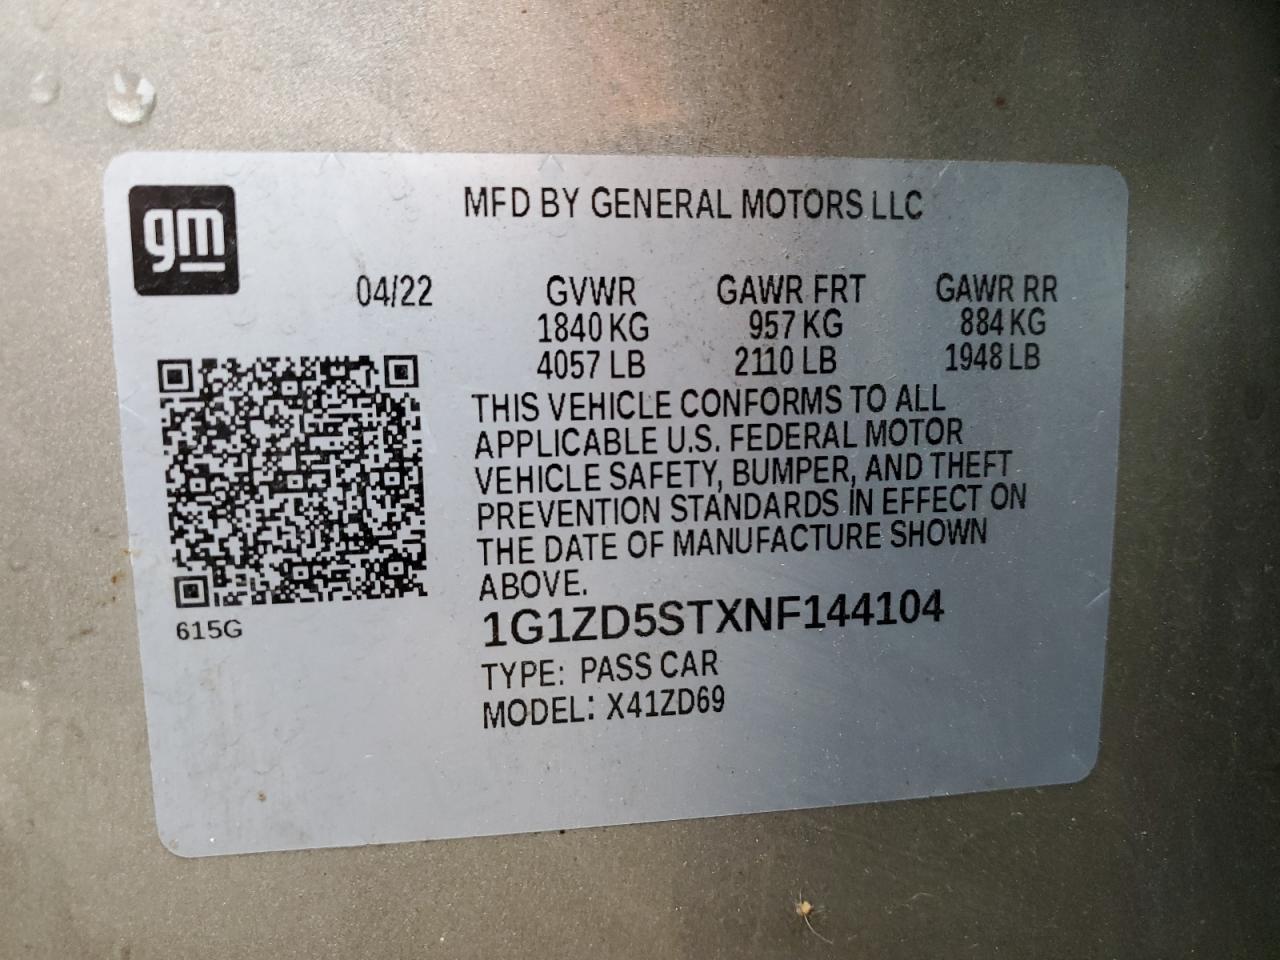 gm
MFD BY GENERAL MOTORS LLC
04/22 GVWR GAWR FRT GAWR RR
1840 KG 957 KG 884 KG
4057 LB 2110 LB 1948 LB
THIS VEHICLE CONFORMS TO ALL
APPLICABLE U.S. FEDERAL MOTOR
VEHICLE SAFETY, BUMPER, AND THEFT
PREVENTION STANDARDS IN EFFECT ON
THE DATE OF MANUFACTURE SHOWN
ABOVE.
615G
1G1ZD5STXNF144104
TYPE: PASS CAR
MODEL: X41ZD69